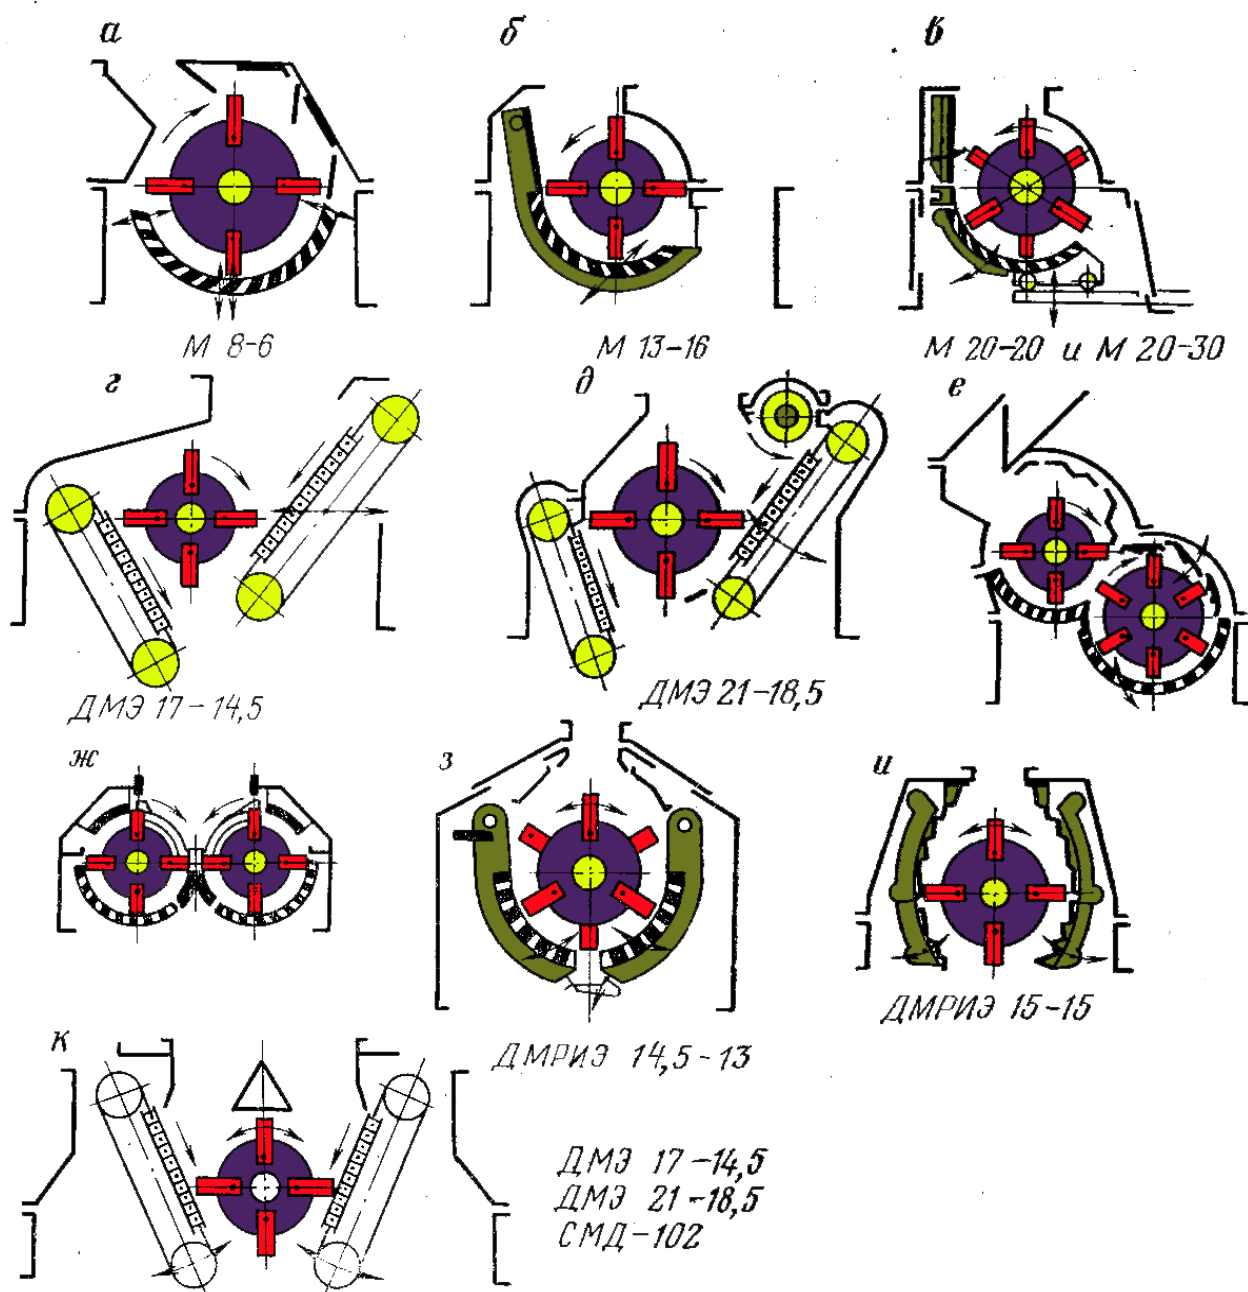 а б в
М 8-6 М 13-16 М 20-20 и М 20-30
г д е
ДМЭ 17-14,5 ДМЭ 21-18,5
ж з и
ДМРИЭ 14,5-13 ДМРИЭ 15-15
к
ДМЭ 17-14,5
ДМЭ 21-18,5
СМД-102